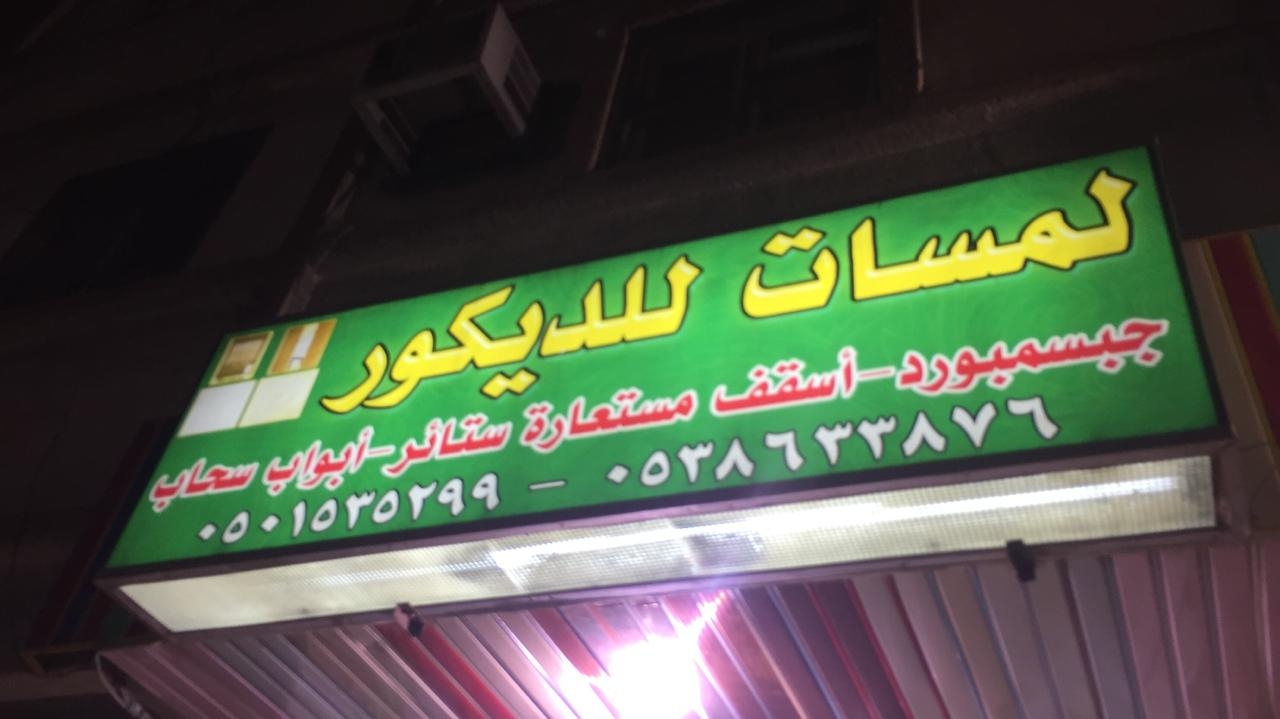 لمسات للديكور
جبسمبورد-أسقف مستعارة ستائر-أبواب سحاب
٠٥٣٨٦٣٣٨٧٦ - ٠٥٠١٥٣٥٢٩٩